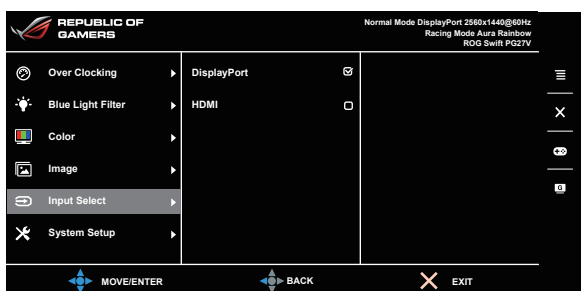 REPUBLIC OF
GAMERS
Normal Mode DisplayPort 2560x1440@60Hz
Racing Mode Aura Rainbow
ROG Swift PG27V
Over Clocking
Blue Light Filter
Color
Image
Input Select
System Setup
DisplayPort
HDMI
G
MOVE/ENTER
BACK
EXIT